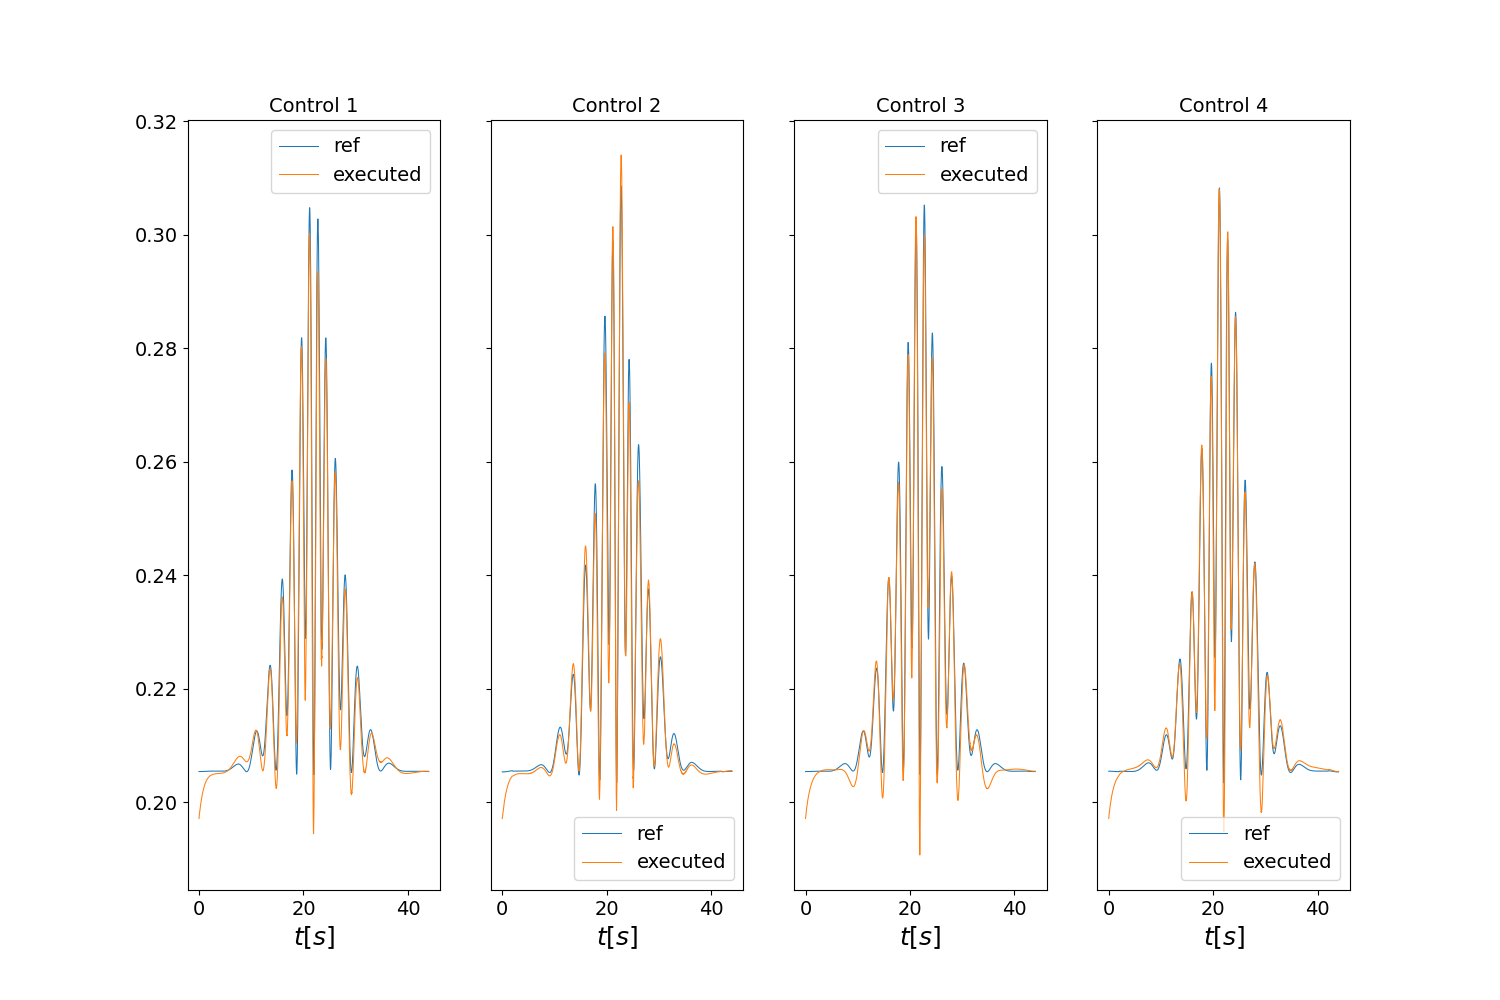 Control 1
Control 2
Control 3
Control 4
0.32
0.30
0.28
0.26
0.24
0.22
0.20
ref
executed
ref
executed
ref
executed
ref
executed
0 20 40
0 20 40
0 20 40
0 20 40
t[s]
t[s]
t[s]
t[s]